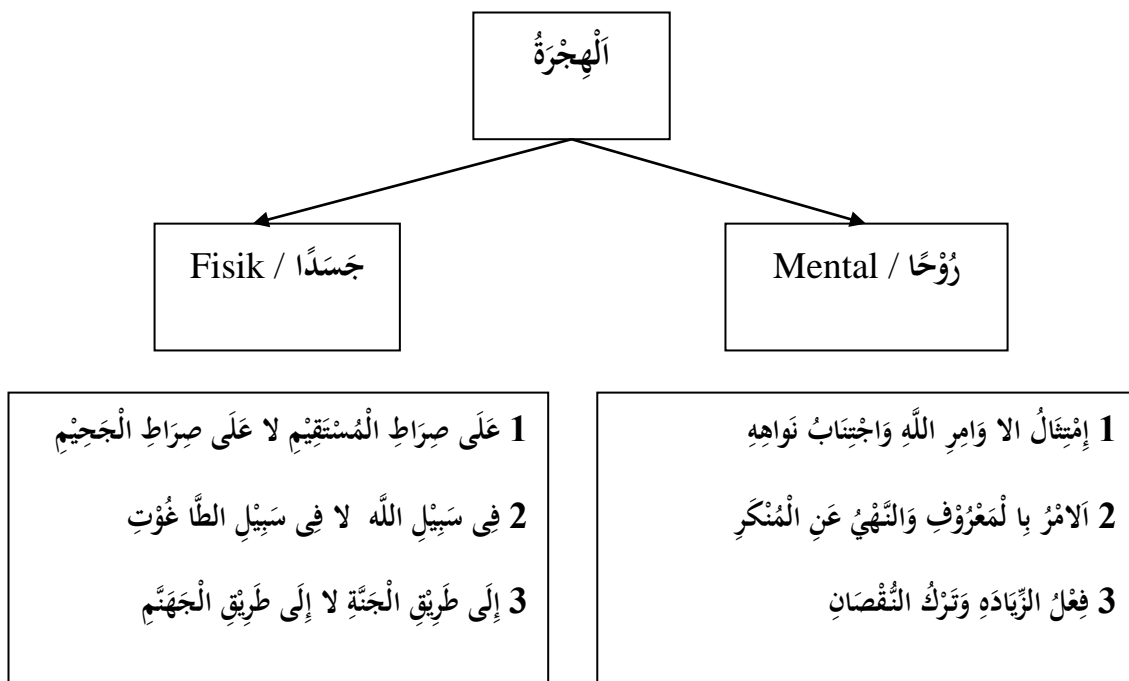 اَلْهِجْرَةُ
Fisik / جَسَدًا
Mental / رُوْحًا
1 عَلَى صِرَاطِ الْمُسْتَقِيْمِ لا عَلَى صِرَاطِ الْجَحِيْمِ
2 فِى سَبِيْلِ اللَّه لا فِى سَبِيْلِ الطَّا غُوْتِ
3 إِلَى طَرِيْقِ الْجَنَّةِ لا إِلَى طَرِيْقِ الْجَهَنَّمِ
1 إِمْتِثَالُ الا وَامِرِ اللَّهِ وَاجْتِنَابُ نَواهِهِ
2 اَلامْرُ بِا لْمَعْرُوْفِ وَالنَّهْيُ عَنِ الْمُنْكَرِ
3 فِعْلُ الزِّيَادَهِ وَتَرْكُ النُّقْصَانِ